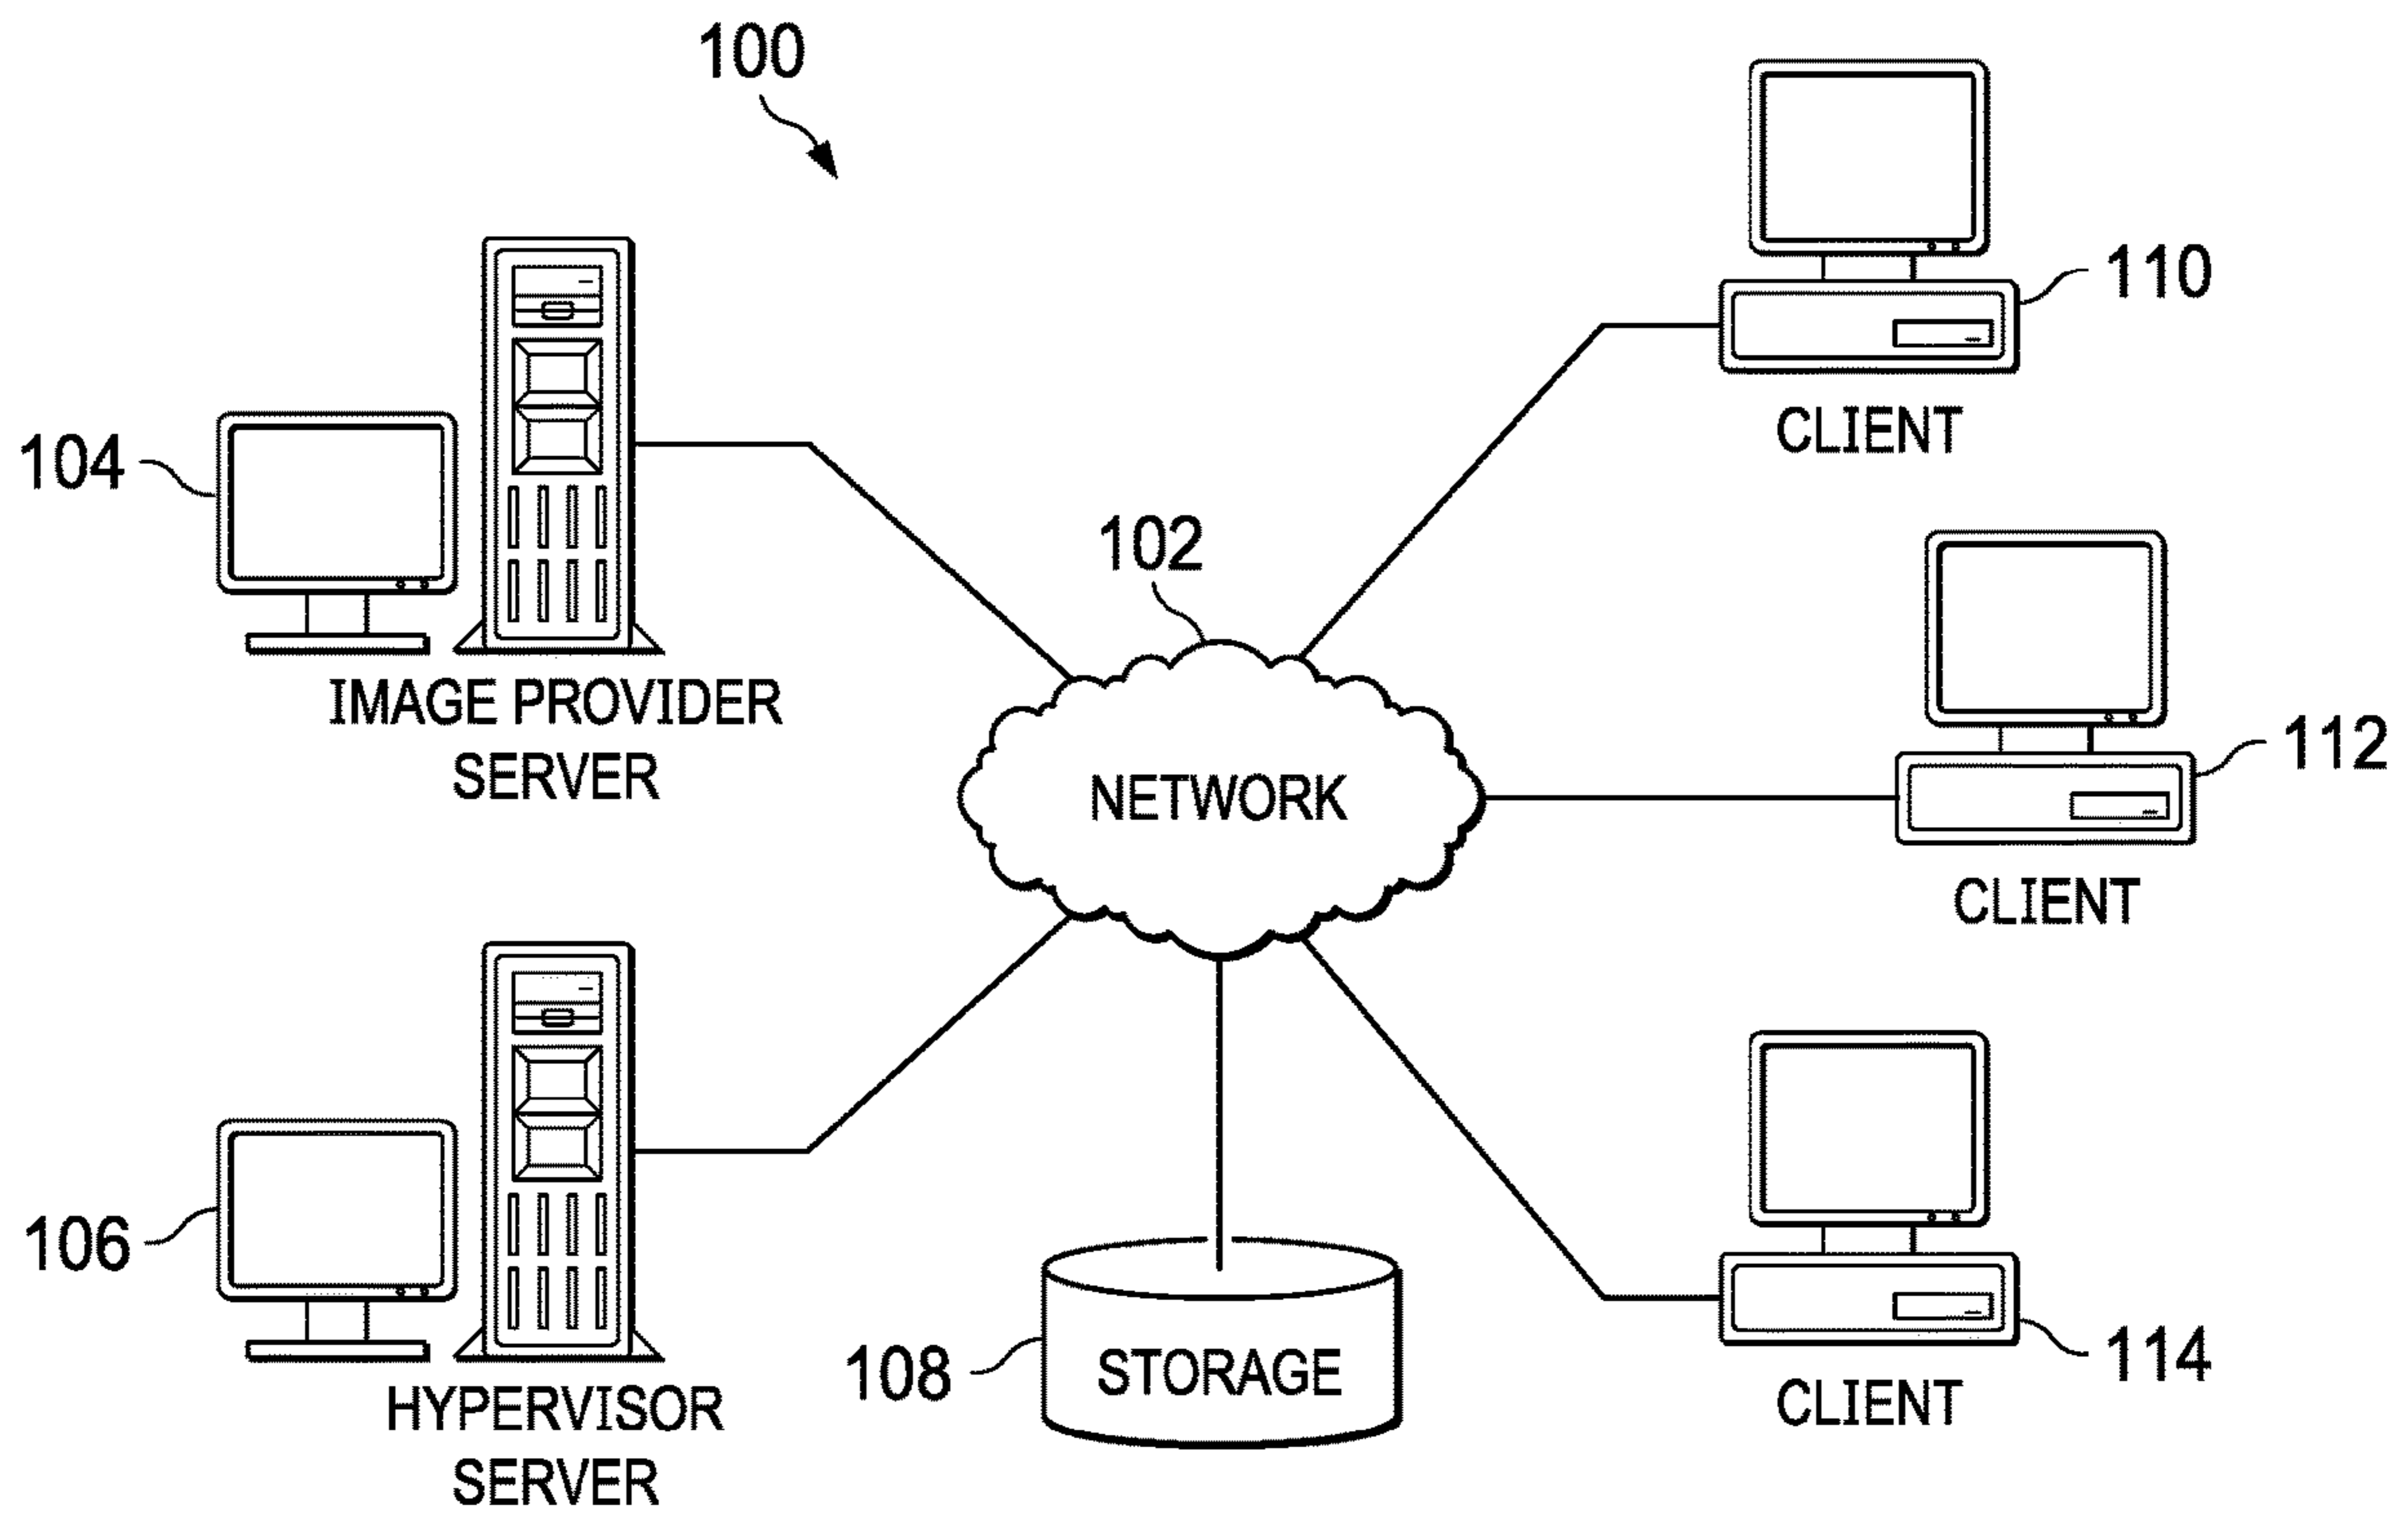 100
110
CLIENT
104
IMAGE PROVIDER
SERVER
102
NETWORK
112
CLIENT
106
HYPERVISOR
SERVER
108
STORAGE
114
CLIENT